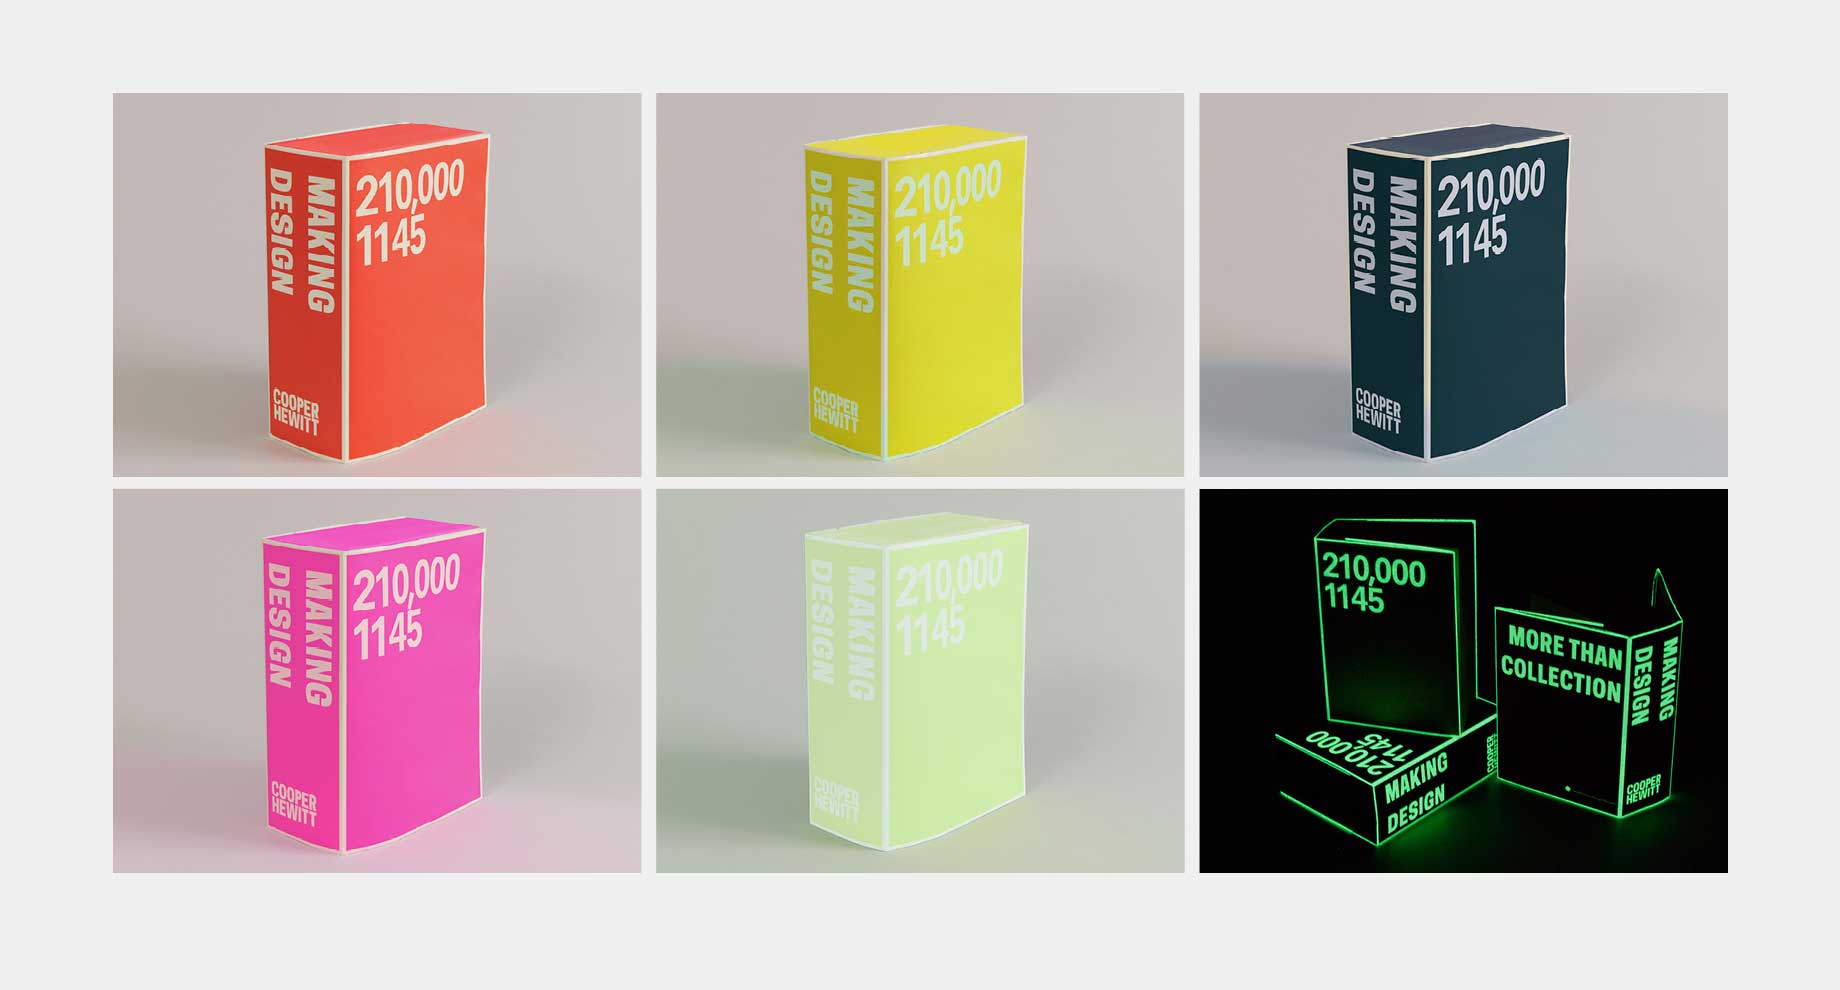 MAKING
DESIGN
COOPER
HEWITT
210,000
1145
MAKING
DESIGN
COOPER
HEWITT
210,000
1145
MAKING
DESIGN
COOPER
HEWITT
210,000
1145
MAKING
DESIGN
COOPER
HEWITT
210,000
1145
MAKING
DESIGN
COOPER
HEWITT
210,000
1145
210,000
1145
210,000
1145
MAKING
DESIGN
COOPER
HEWITT
MORE THAN
COLLECTION
MAKING
DESIGN
COOPER
HEWITT